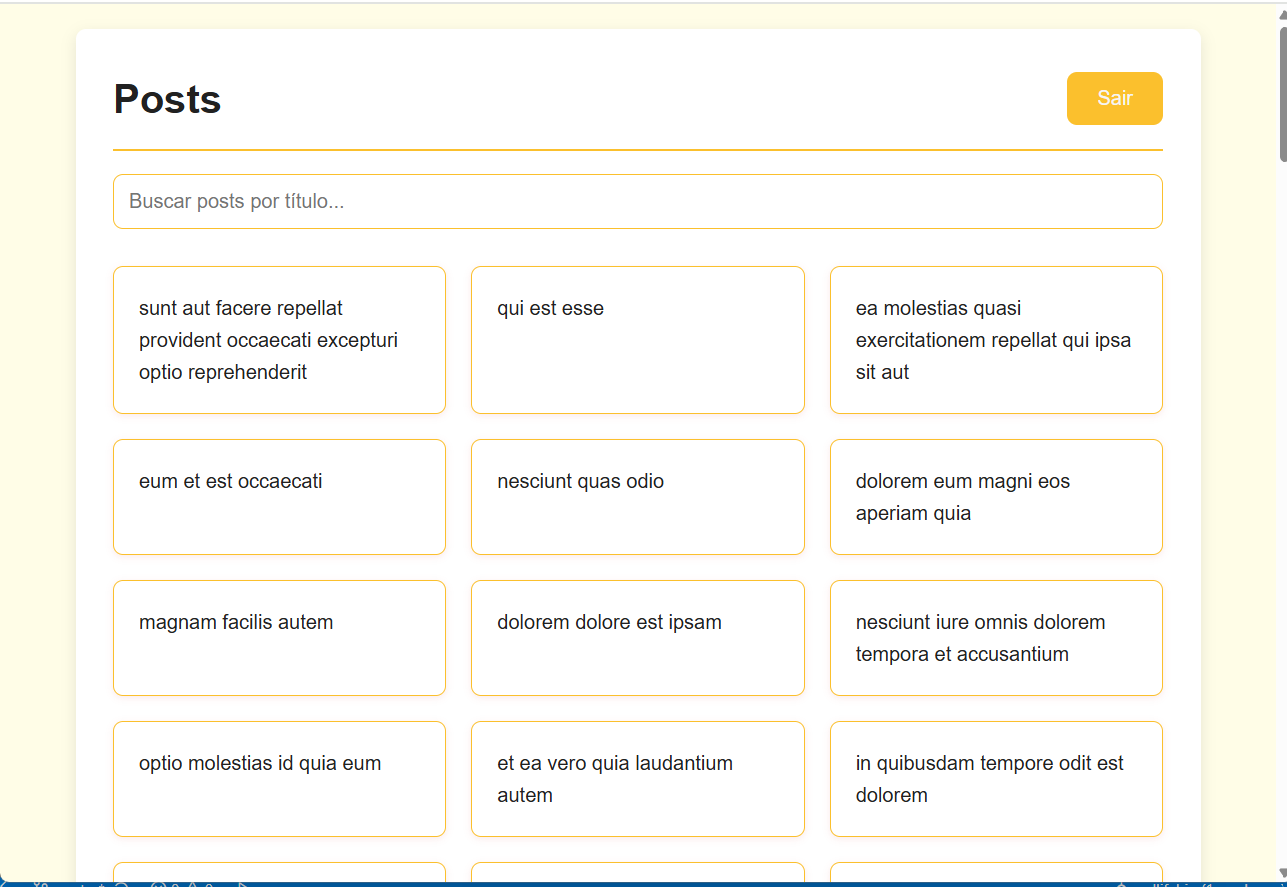 Posts
Sair
Buscar posts por título...
sunt aut facere repellat
provident occaecati excepturi
optio reprehenderit
qui est esse
ea molestias quasi
exercitationem repellat qui ipsa
sit aut
eum et est occaecati
nesciunt quas odio
dolorem eum magni eos
aperiam quia
magnam facilis autem
dolorem dolore est ipsam
nesciunt iure omnis dolorem
tempora et accusantium
optio molestias id quia eum
et ea vero quia laudantium
autem
in quibusdam tempore odit est
dolorem